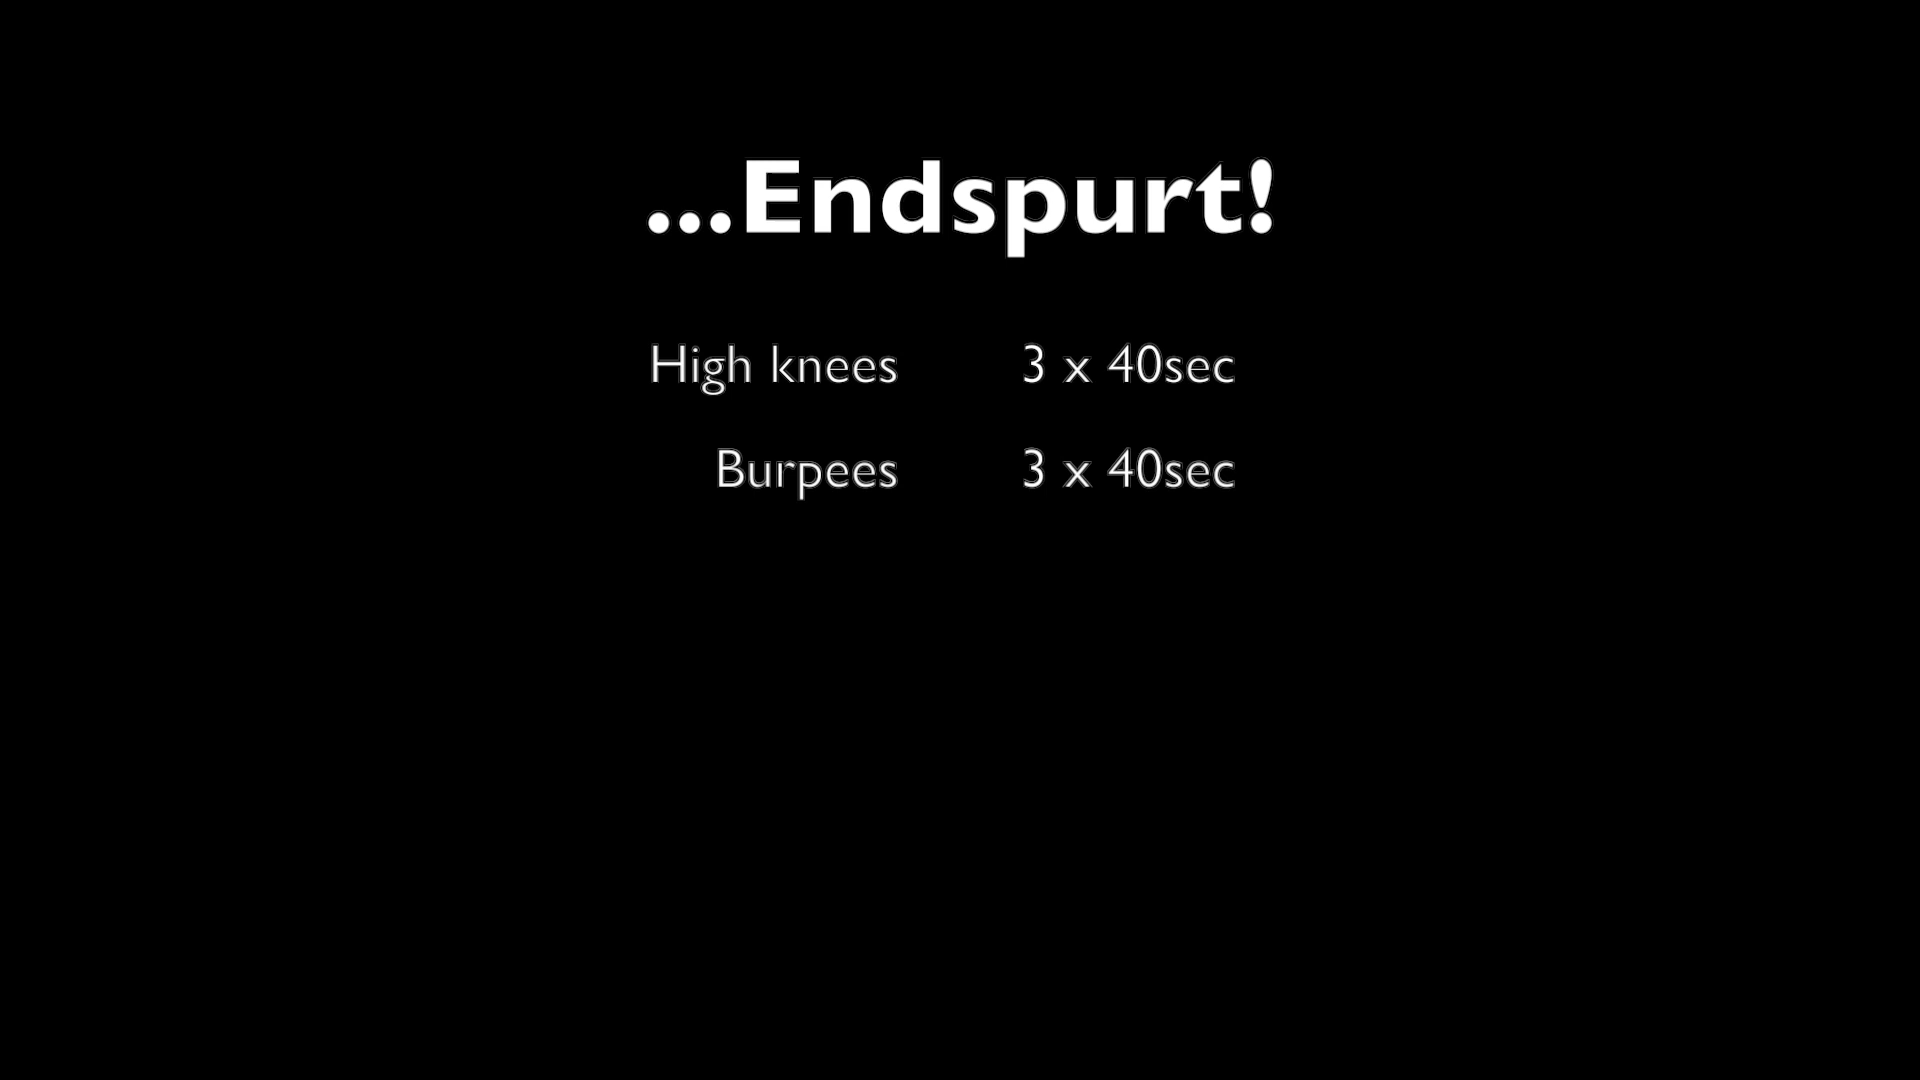 ...Endspurt!
High knees 3 x 40sec
Burpees 3 x 40sec